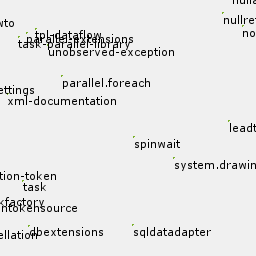 nullre
no
wto
tpl-dataflow
parallel-extensions
task-parallel-library
unobserved-exception
parallel.foreach
ettings
xml-documentation
leadt
spinwait
system.drawin
tion-token
task
kfactory
ntokensource
dbextensions
sqldatadapter
ellation